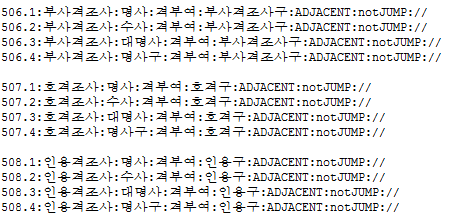 506.1:부사격조사:명사:격부여:부사격조사구:ADJACENT:notJUMP://
506.2:부사격조사:수사:격부여:부사격조사구:ADJACENT:notJUMP://
506.3:부사격조사:대명사:격부여:부사격조사구:ADJACENT:notJUMP://
506.4:부사격조사:명사구:격부여:부사격조사구:ADJACENT:notJUMP://
507.1:호격조사:명사:격부여:호격구:ADJACENT:notJUMP://
507.2:호격조사:수사:격부여:호격구:ADJACENT:notJUMP://
507.3:호격조사:대명사:격부여:호격구:ADJACENT:notJUMP://
507.4:호격조사:명사구:격부여:호격구:ADJACENT:notJUMP://
508.1:인용격조사:명사:격부여:인용구:ADJACENT:notJUMP://
508.2:인용격조사:수사:격부여:인용구:ADJACENT:notJUMP://
508.3:인용격조사:대명사:격부여:인용구:ADJACENT:notJUMP://
508.4:인용격조사:명사구:격부여:인용구:ADJACENT:notJUMP://